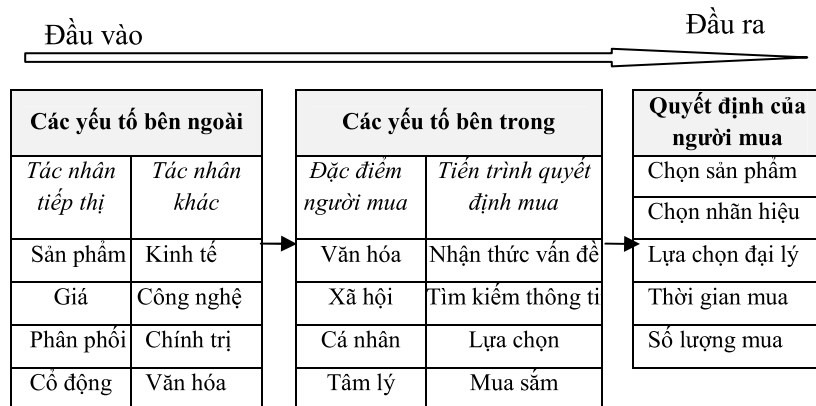 Đầu vào
Đầu ra
Các yếu tố bên ngoài
Tác nhân
tiếp thị
Tác nhân
khác
Sản phẩm
Kinh tế
Giá
Công nghệ
Phân phối
Chính trị
Cổ động
Văn hóa
Các yếu tố bên trong
Đặc điểm
người mua
Tiến trình quyết
định mua
Văn hóa
Nhận thức vấn đề
Xã hội
Tìm kiếm thông ti
Cá nhân
Lựa chọn
Tâm lý
Mua sắm
Quyết định của
người mua
Chọn sản phẩm
Chọn nhãn hiệu
Lựa chọn đại lý
Thời gian mua
Số lượng mua